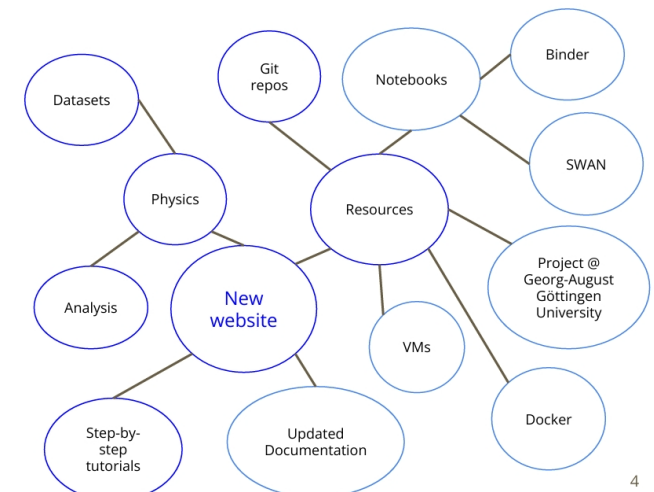 Git
repos
Notebooks
Binder
Datasets
SWAN
Physics
Resources
Project @
Georg-August
Göttingen
University
Analysis
New
website
VMs
Docker
Step-by-
step
tutorials
Updated
Documentation
4